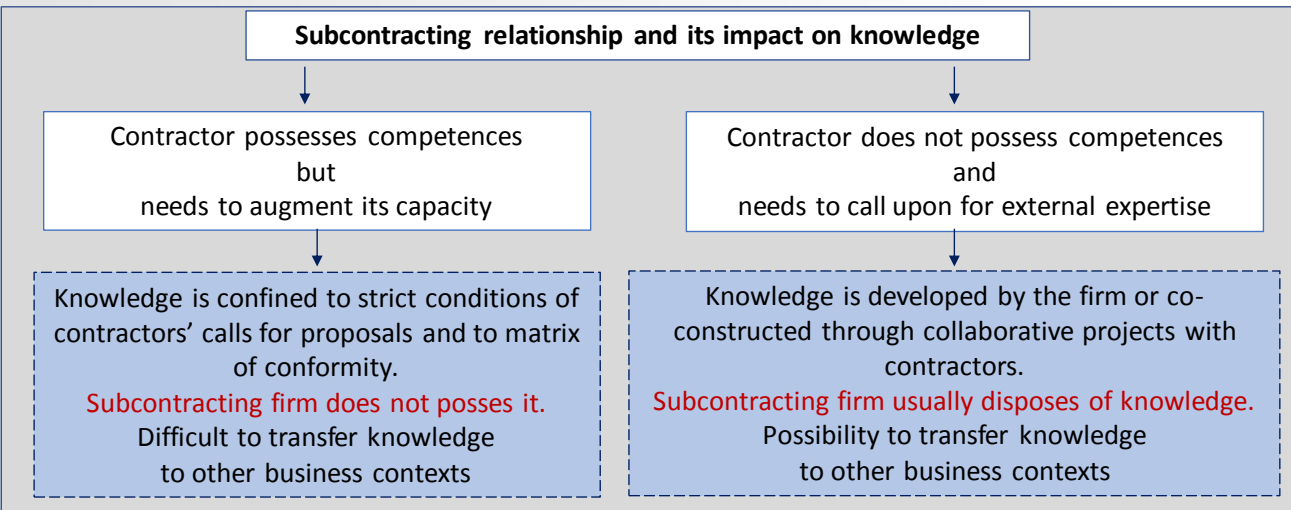 Subcontracting relationship and its impact on knowledge
Contractor possesses competences
but
needs to augment its capacity
Contractor does not possess competences
and
needs to call upon for external expertise
Knowledge is confined to strict conditions of
contractors’ calls for proposals and to matrix
of conformity.
Subcontracting firm does not posses it.
Difficult to transfer knowledge
to other business contexts
Knowledge is developed by the firm or co-
constructed through collaborative projects with
contractors.
Subcontracting firm usually disposes of knowledge.
Possibility to transfer knowledge
to other business contexts